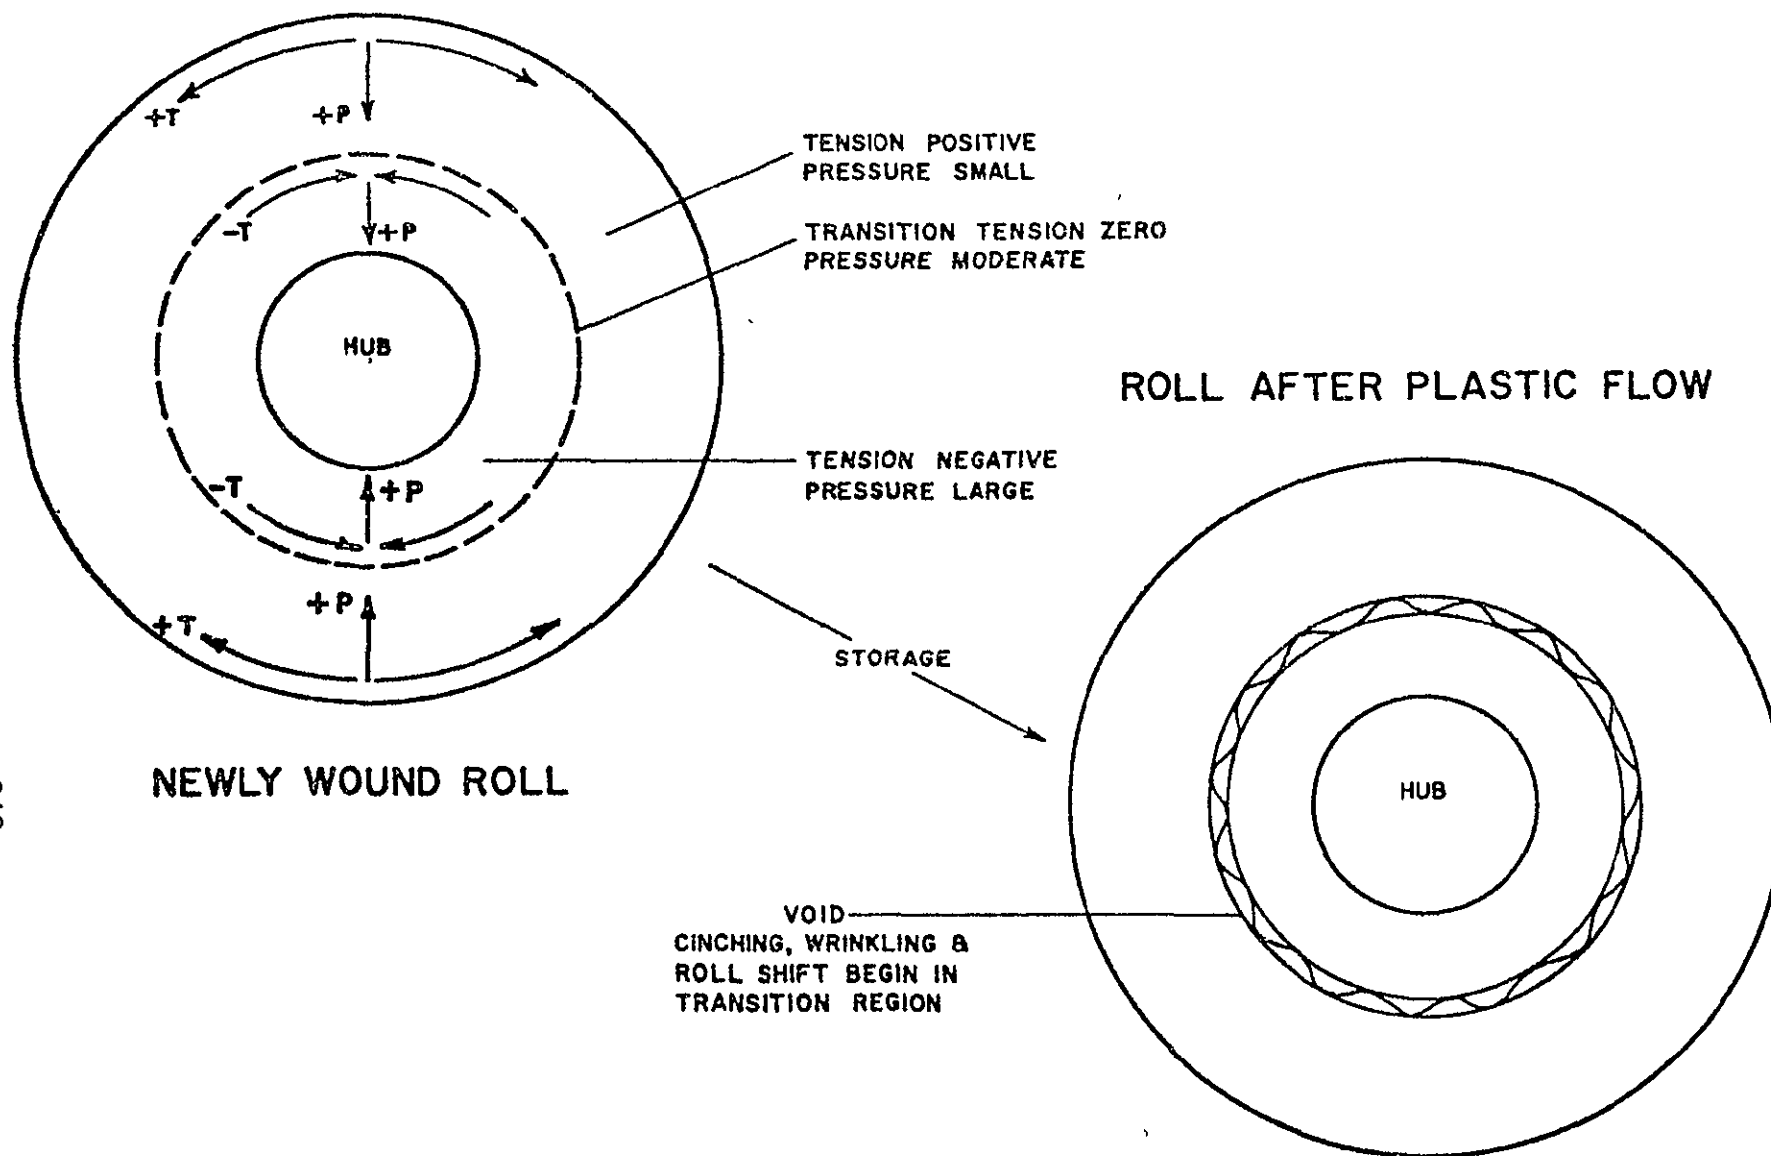 +T
+P
TENSION POSITIVE
PRESSURE SMALL
-T
+P
TRANSITION TENSION ZERO
PRESSURE MODERATE
HUB
ROLL AFTER PLASTIC FLOW
TENSION NEGATIVE
PRESSURE LARGE
-T
+P
+P
+T
STORAGE
NEWLY WOUND ROLL
HUB
VOID
CINCHING, WRINKLING &
ROLL SHIFT BEGIN IN
TRANSITION REGION